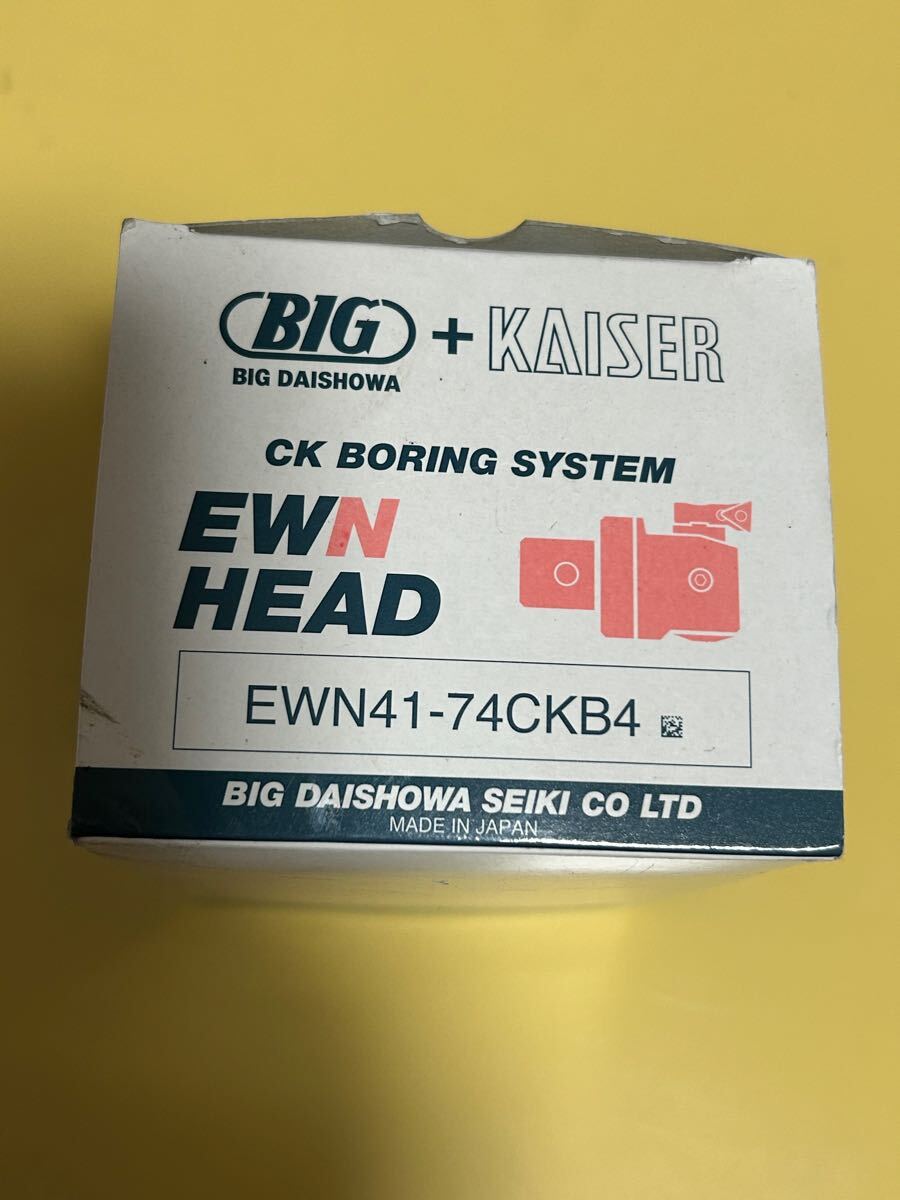 BIG + KAISER
BIG DAISHOWA
CK BORING SYSTEM
EWN
HEAD
EWN41-74CKB4
BIG DAISHOWA SEIKI CO LTD
MADE IN JAPAN